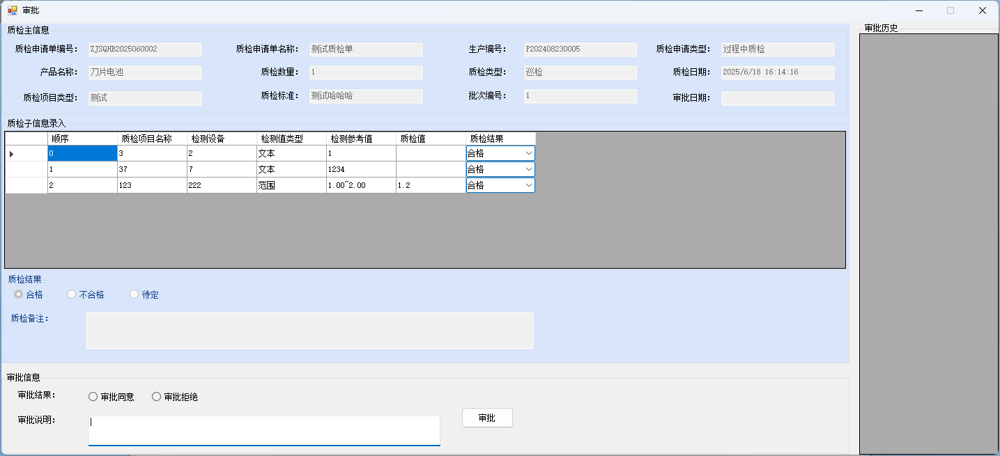 审批
质检主信息
审批历史
质检申请单编号： ZJSQHB2025060002 质检申请单名称： 测试质检单 生产编号： P202408230005 质检申请类型： 过程中质检
产品名称： 刀片电池 质检数量： 1 质检类型： 巡检 质检日期： 2025/6/18 16:14:16
质检项目类型： 测试 质检标准： 测试哈哈哈 批次编号： 1 审批日期：
质检子信息录入
顺序 质检项目名称 检测设备 检测值类型 检测参考值 质检值 质检结果
0 3 2 文本 1 合格
1 37 7 文本 1234 合格
2 123 222 范围 1.00~2.00 1.2 合格
质检结果
合格 不合格 待定
质检备注：
审批信息
审批结果： 审批同意 审批拒绝
审批说明： 审批